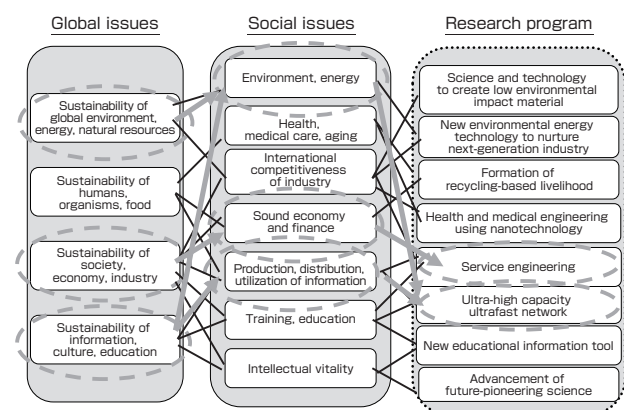 Global issues
Sustainability of
global environment,
energy, natural resources
Sustainability of
humans,
organisms, food
Sustainability of
society,
economy, industry
Sustainability of
information,
culture, education
Social issues
Environment, energy
Health,
medical care, aging
International
competitiveness
of industry
Sound economy
and finance
Production, distribution,
utilization of information
Training, education
Intellectual vitality
Research program
Science and technology
to create low environmental
impact material
New environmental energy
technology to nurture
next-generation industry
Formation of
recycling-based livelihood
Health and medical engineering
using nanotechnology
Service engineering
Ultra-high capacity
ultrafast network
New educational information tool
Advancement of
future-pioneering science